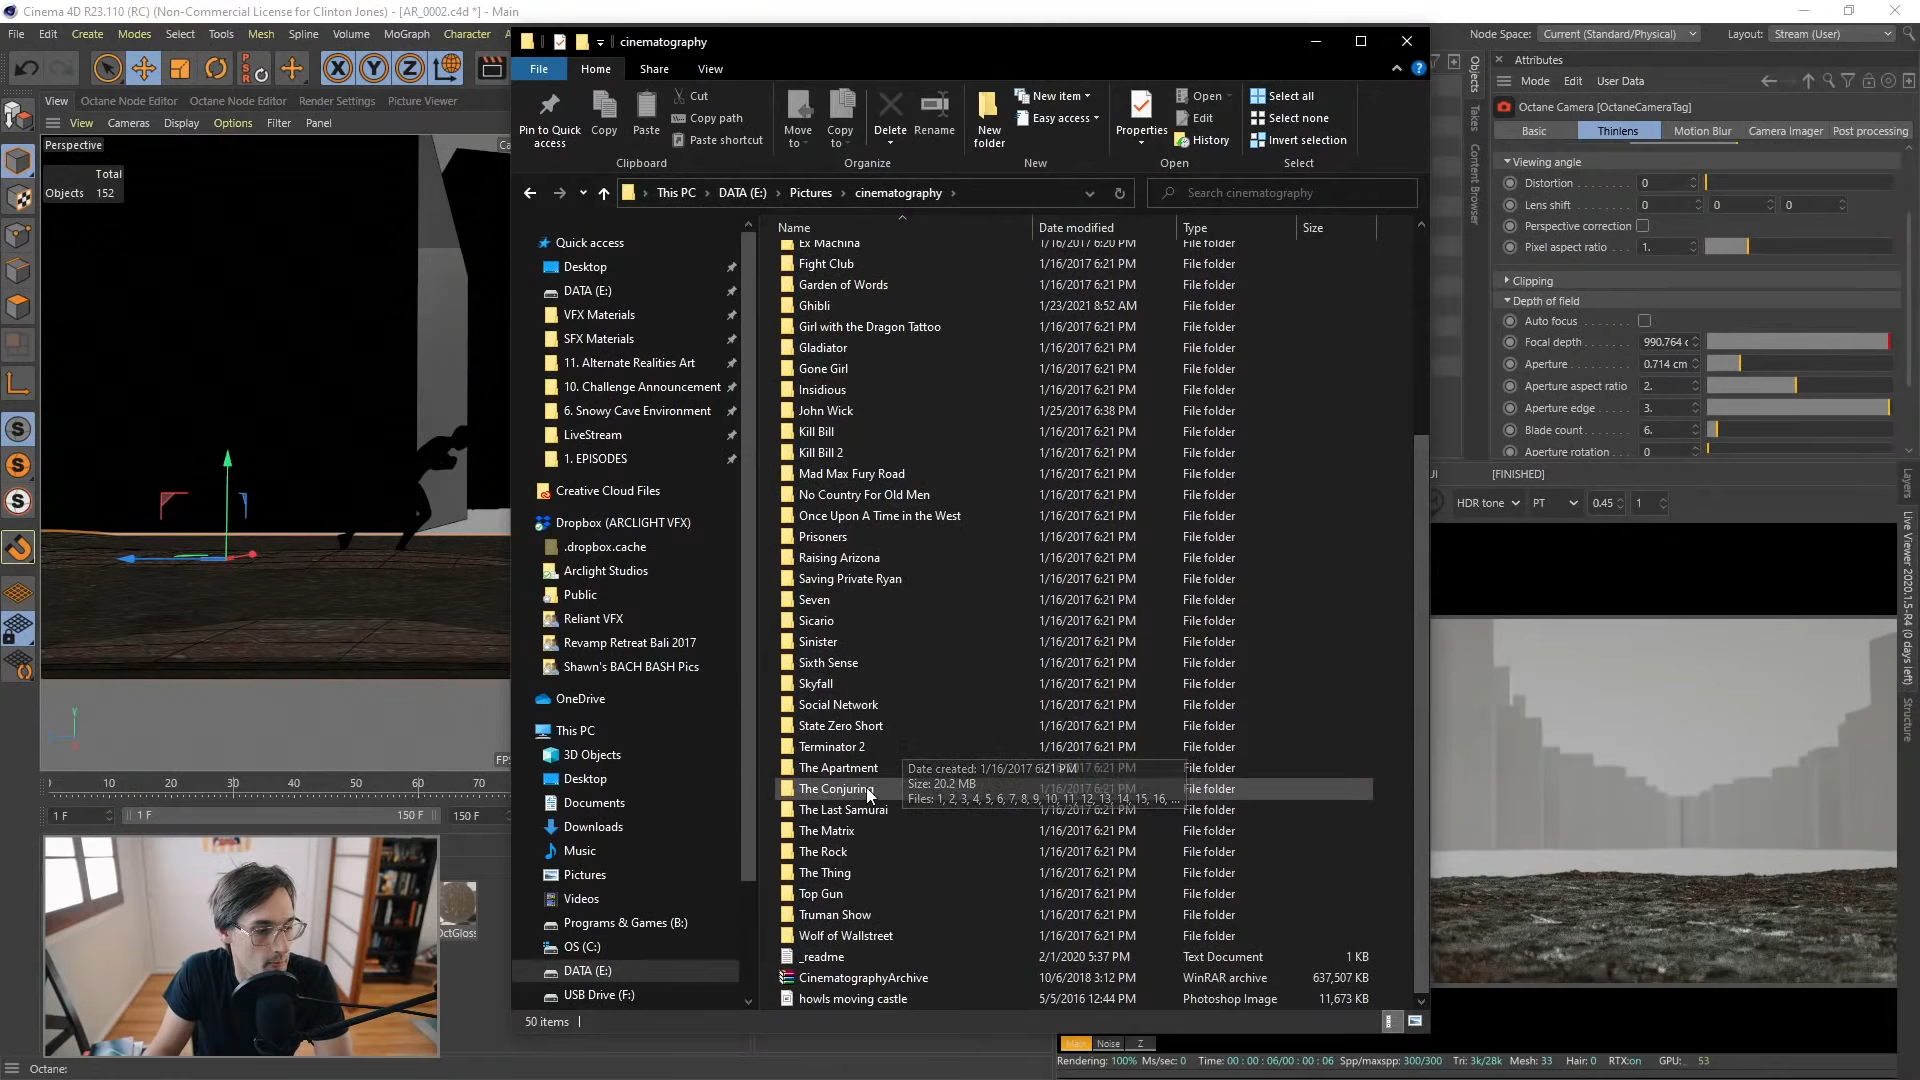 Cinema 4D R23.110 (RC) (Non-Commercial License for Clinton Jones) - [AR_0002.c4d *] - Main
File Edit Create Modes Select Tools Mesh Spline Volume MoGraph Character
Node Space: Current (Standard/Physical) Layout: Stream (User)
View Octane Node Editor Octane Node Editor Render Settings Picture Viewer
View Cameras Display Options Filter Panel
Perspective
Total
Objects 152
cinematography
File Home Share View
Pin to Quick access
Copy
Paste
Cut
Copy path
Paste shortcut
Clipboard
Move to
Copy to
Delete
Rename
Organize
New folder
New item
Easy access
New
Properties
Open
Edit
History
Open
Select all
Select none
Invert selection
Select
This PC > DATA (E:) > Pictures > cinematography >
Search cinematography
Quick access
Desktop
DATA (E:)
VFX Materials
SFX Materials
11. Alternate Realities Art
10. Challenge Announcement
6. Snowy Cave Environment
LiveStream
1. EPISODES
Creative Cloud Files
Dropbox (ARCLIGHT VFX)
.dropbox.cache
Arclight Studios
Public
Reliant VFX
Revamp Retreat Bali 2017
Shawn's BACH BASH Pics
OneDrive
This PC
3D Objects
Desktop
Documents
Downloads
Music
Pictures
Videos
Programs & Games (B:)
OS (C:)
DATA (E:)
USB Drive (F:)
Name Date modified Type Size
Ex Machina 1/16/2017 6:20 PM File folder
Fight Club 1/16/2017 6:21 PM File folder
Garden of Words 1/16/2017 6:21 PM File folder
Ghibli 1/23/2021 8:52 AM File folder
Girl with the Dragon Tattoo 1/16/2017 6:21 PM File folder
Gladiator 1/16/2017 6:21 PM File folder
Gone Girl 1/16/2017 6:21 PM File folder
Insidious 1/16/2017 6:21 PM File folder
John Wick 1/25/2017 6:38 PM File folder
Kill Bill 1/16/2017 6:21 PM File folder
Kill Bill 2 1/16/2017 6:21 PM File folder
Mad Max Fury Road 1/16/2017 6:21 PM File folder
No Country For Old Men 1/16/2017 6:21 PM File folder
Once Upon A Time in the West 1/16/2017 6:21 PM File folder
Prisoners 1/16/2017 6:21 PM File folder
Raising Arizona 1/16/2017 6:21 PM File folder
Saving Private Ryan 1/16/2017 6:21 PM File folder
Seven 1/16/2017 6:21 PM File folder
Sicario 1/16/2017 6:21 PM File folder
Sinister 1/16/2017 6:21 PM File folder
Sixth Sense 1/16/2017 6:21 PM File folder
Skyfall 1/16/2017 6:21 PM File folder
Social Network 1/16/2017 6:21 PM File folder
State Zero Short 1/16/2017 6:21 PM File folder
Terminator 2 1/16/2017 6:21 PM File folder
The Apartment File folder
The Conjuring File folder
Date created: 1/16/2017 6:21 PM
Size: 20.2 MB
Files: 1, 2, 3, 4, 5, 6, 7, 8, 9, 10, 11, 12, 13, 14, 15, 16, ...
The Last Samurai 1/16/2017 6:21 PM File folder
The Matrix 1/16/2017 6:21 PM File folder
The Rock 1/16/2017 6:21 PM File folder
The Thing 1/16/2017 6:21 PM File folder
Top Gun 1/16/2017 6:21 PM File folder
Truman Show 1/16/2017 6:21 PM File folder
Wolf of Wallstreet 1/16/2017 6:21 PM File folder
_readme 2/1/2020 5:37 PM Text Document 1 KB
CinematographyArchive 10/6/2018 3:12 PM WinRAR archive 637,507 KB
howls moving castle 5/5/2016 12:44 PM Photoshop Image 11,673 KB
50 items
Objects
Takes
Content Browser
Attributes
Mode Edit User Data
Octane Camera [OctaneCameraTag]
Basic Thinlens Motion Blur Camera Imager Post processing
Viewing angle
Distortion 0
Lens shift 0 0 0
Perspective correction
Pixel aspect ratio 1.
Clipping
Depth of field
Auto focus
Focal depth 990.764 c
Aperture 0.714 cm
Aperture aspect ratio 2.
Aperture edge 3.
Blade count 6.
Aperture rotation 0
[FINISHED]
HDR tone PT 0.45 1
Layers
Live Viewer 2020.1.5-R4 (0 days left)
Structure
FPS
0 10 20 30 40 50 60 70
1 F 1 F 150 F 150 F
OctGloss
Main Noise Z
Rendering: 100% Ms/sec: 0 Time: 00 : 00 : 06/00 : 00 : 06 Spp/maxspp: 300/300 Tri: 3k/28k Mesh: 33 Hair: 0 RTX:on GPU: 53
Octane: